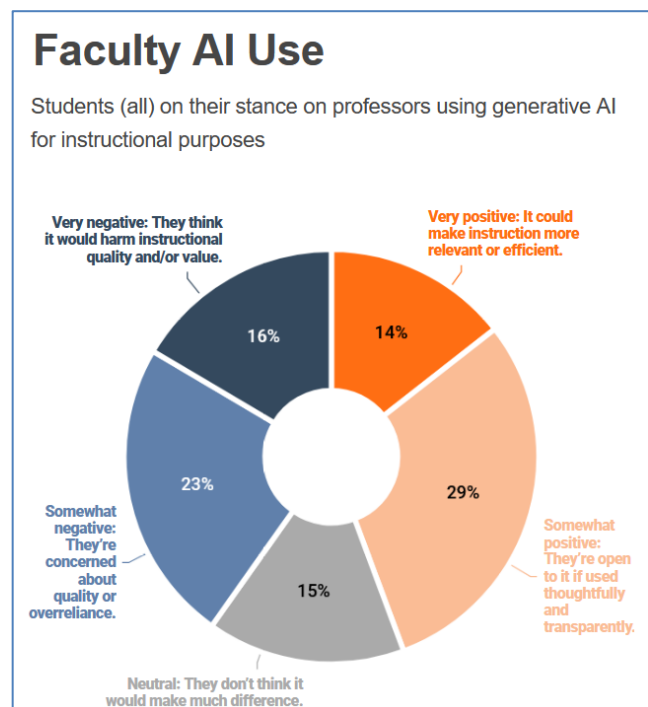 Faculty AI Use
Students (all) on their stance on professors using generative AI
for instructional purposes
Very negative: They think
it would harm instructional
quality and/or value.
Very positive: It could
make instruction more
relevant or efficient.
16%
14%
23%
29%
Somewhat
negative:
They're
concerned
about
quality or
overreliance.
Somewhat
positive:
They're open
to it if used
thoughtfully
and
transparently.
15%
Neutral: They don't think it
would make much difference.